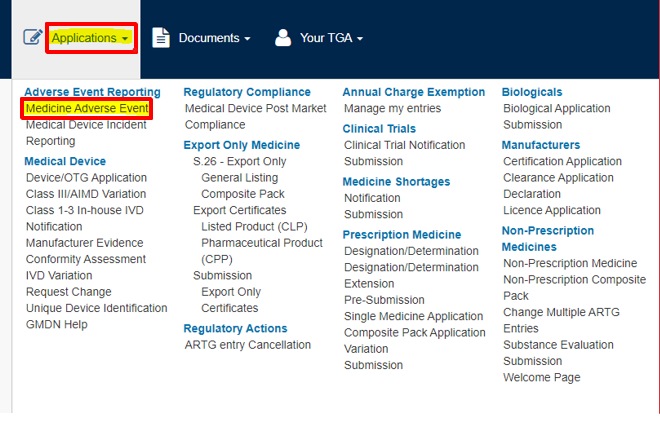 Applications
Documents
Your TGA
Adverse Event Reporting
Medicine Adverse Event
Medical Device Incident
Reporting
Medical Device
Device/OTG Application
Class III/AIMD Variation
Class 1-3 In-house IVD
Notification
Manufacturer Evidence
Conformity Assessment
IVD Variation
Request Change
Unique Device Identification
GMDN Help
Regulatory Compliance
Medical Device Post Market
Compliance
Export Only Medicine
S.26 - Export Only
General Listing
Composite Pack
Export Certificates
Listed Product (CLP)
Pharmaceutical Product
(CPP)
Submission
Export Only
Certificates
Regulatory Actions
ARTG entry Cancellation
Annual Charge Exemption
Manage my entries
Clinical Trials
Clinical Trial Notification
Submission
Medicine Shortages
Notification
Submission
Prescription Medicine
Designation/Determination
Designation/Determination
Extension
Pre-Submission
Single Medicine Application
Composite Pack Application
Variation
Submission
Biologicals
Biological Application
Submission
Manufacturers
Certification Application
Clearance Application
Declaration
Licence Application
Non-Prescription
Medicines
Non-Prescription Medicine
Non-Prescription Composite
Pack
Change Multiple ARTG
Entries
Substance Evaluation
Submission
Welcome Page